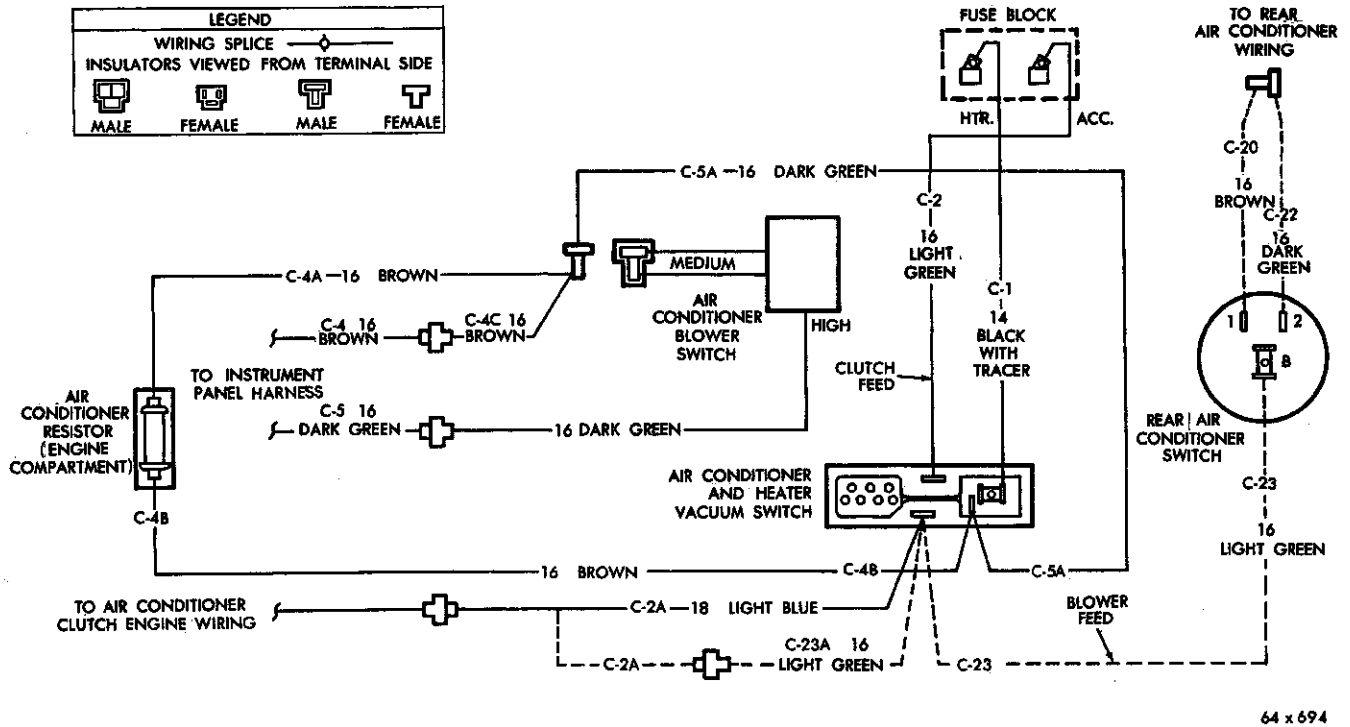 LEGEND
WIRING SPLICE
INSULATORS VIEWED FROM TERMINAL SIDE
MALE FEMALE MALE FEMALE
FUSE BLOCK
HTR. ACC.
TO REAR
AIR CONDITIONER
WIRING
C-20
16
BROWN
C-22
16
DARK
GREEN
C-5A — 16 DARK GREEN
C-2
16
LIGHT
GREEN
C-1
14
BLACK
WITH
TRACER
CLUTCH
FEED
MEDIUM
HIGH
AIR
CONDITIONER
BLOWER
SWITCH
C-4A — 16 BROWN
C-4 16
BROWN
C-4C 16
BROWN
TO INSTRUMENT
PANEL HARNESS
C-5 16
DARK GREEN
16 DARK GREEN
AIR
CONDITIONER
RESISTOR
(ENGINE
COMPARTMENT)
C-4B
1 2
B
REAR AIR
CONDITIONER
SWITCH
C-23
16
LIGHT GREEN
AIR CONDITIONER
AND HEATER
VACUUM SWITCH
16 BROWN
C-4B
C-5A
TO AIR CONDITIONER
CLUTCH ENGINE WIRING
C-2A — 18 LIGHT BLUE
BLOWER
FEED
C-2A
C-23A 16
LIGHT GREEN
C-23
64 x 694